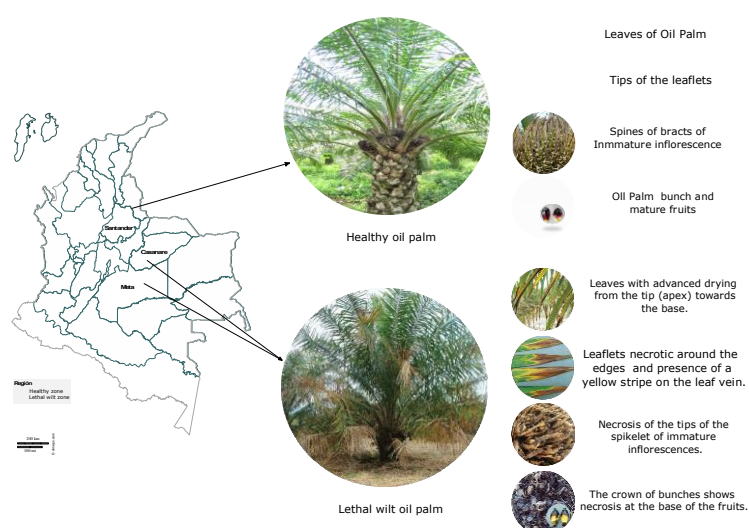 Leaves of Oil Palm
Tips of the leaflets
Spines of bracts of
Inmmature inflorescence
Oll Palm bunch and
mature fruits
Santander
Casanare
Meta
Healthy oil palm
Leaves with advanced drying
from the tip (apex) towards
the base.
Leaflets necrotic around the
edges and presence of a
yellow stripe on the leaf vein.
Región
Healthy zone
Lethal wilt zone
Necrosis of the tips of the
spikelet of immature
inflorescences.
The crown of bunches shows
necrosis at the base of the fruits.
Lethal wilt oil palm